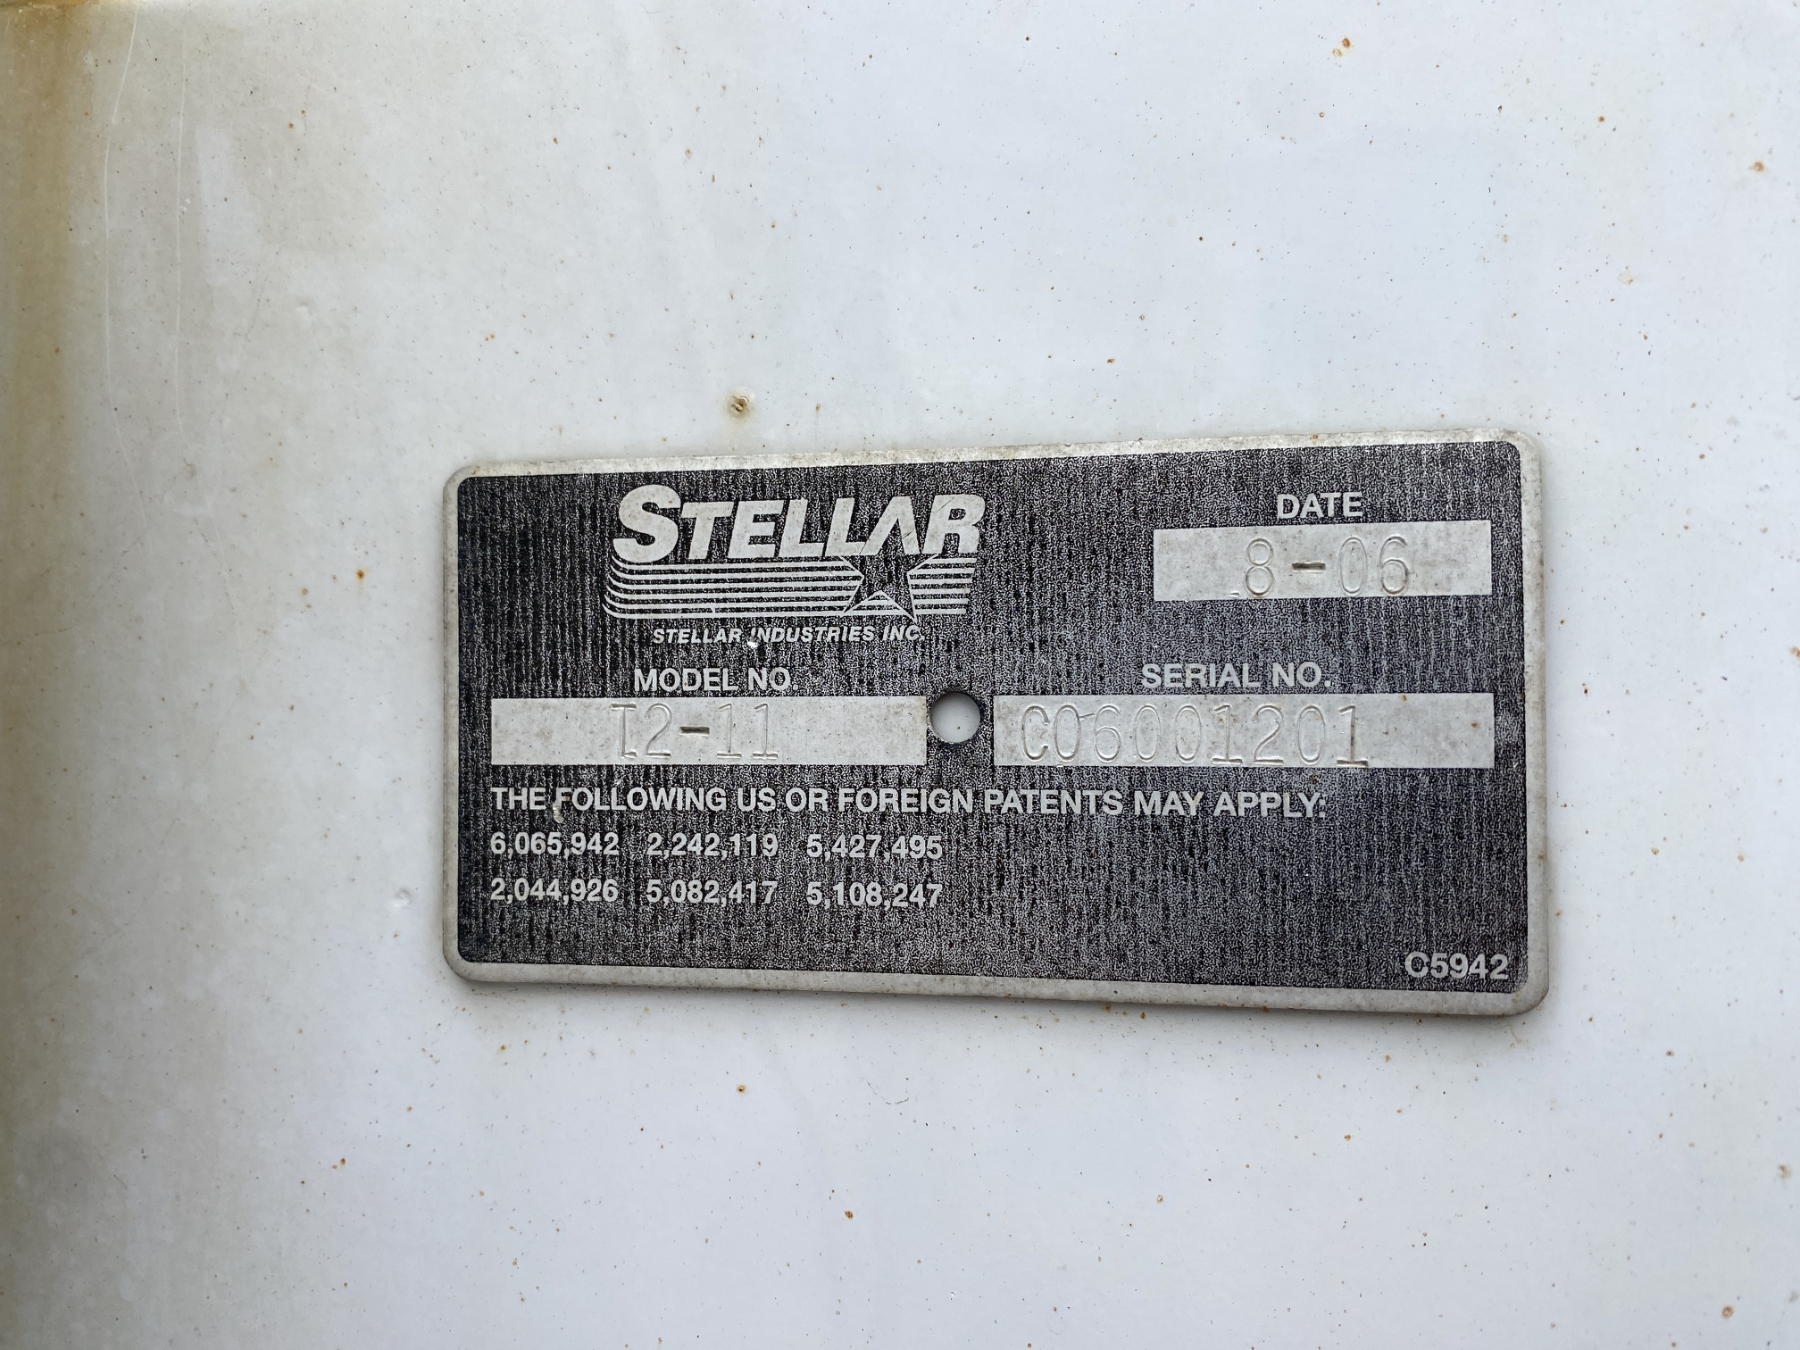 STELLAR
STELLAR INDUSTRIES INC.
DATE
8-06
MODEL NO.
T2-11
SERIAL NO.
C06001201
THE FOLLOWING US OR FOREIGN PATENTS MAY APPLY:
6,065,942 2,242,119 5,427,495
2,044,926 5,082,417 5,108,247
C5942